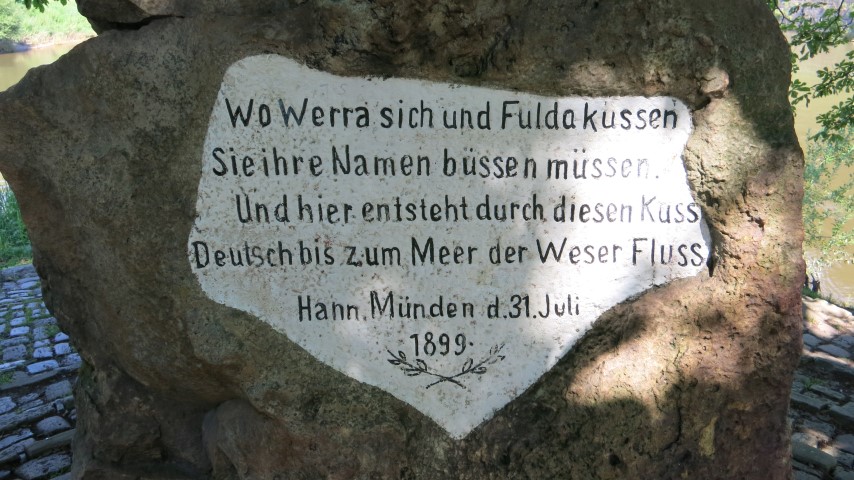 Wo Werra sich und Fulda kussen
Sie ihre Namen büssen müssen.
Und hier entsteht durch diesen Kuss
Deutsch bis zum Meer der Weser Fluss
Hann. Münden d. 31. Juli
1899.